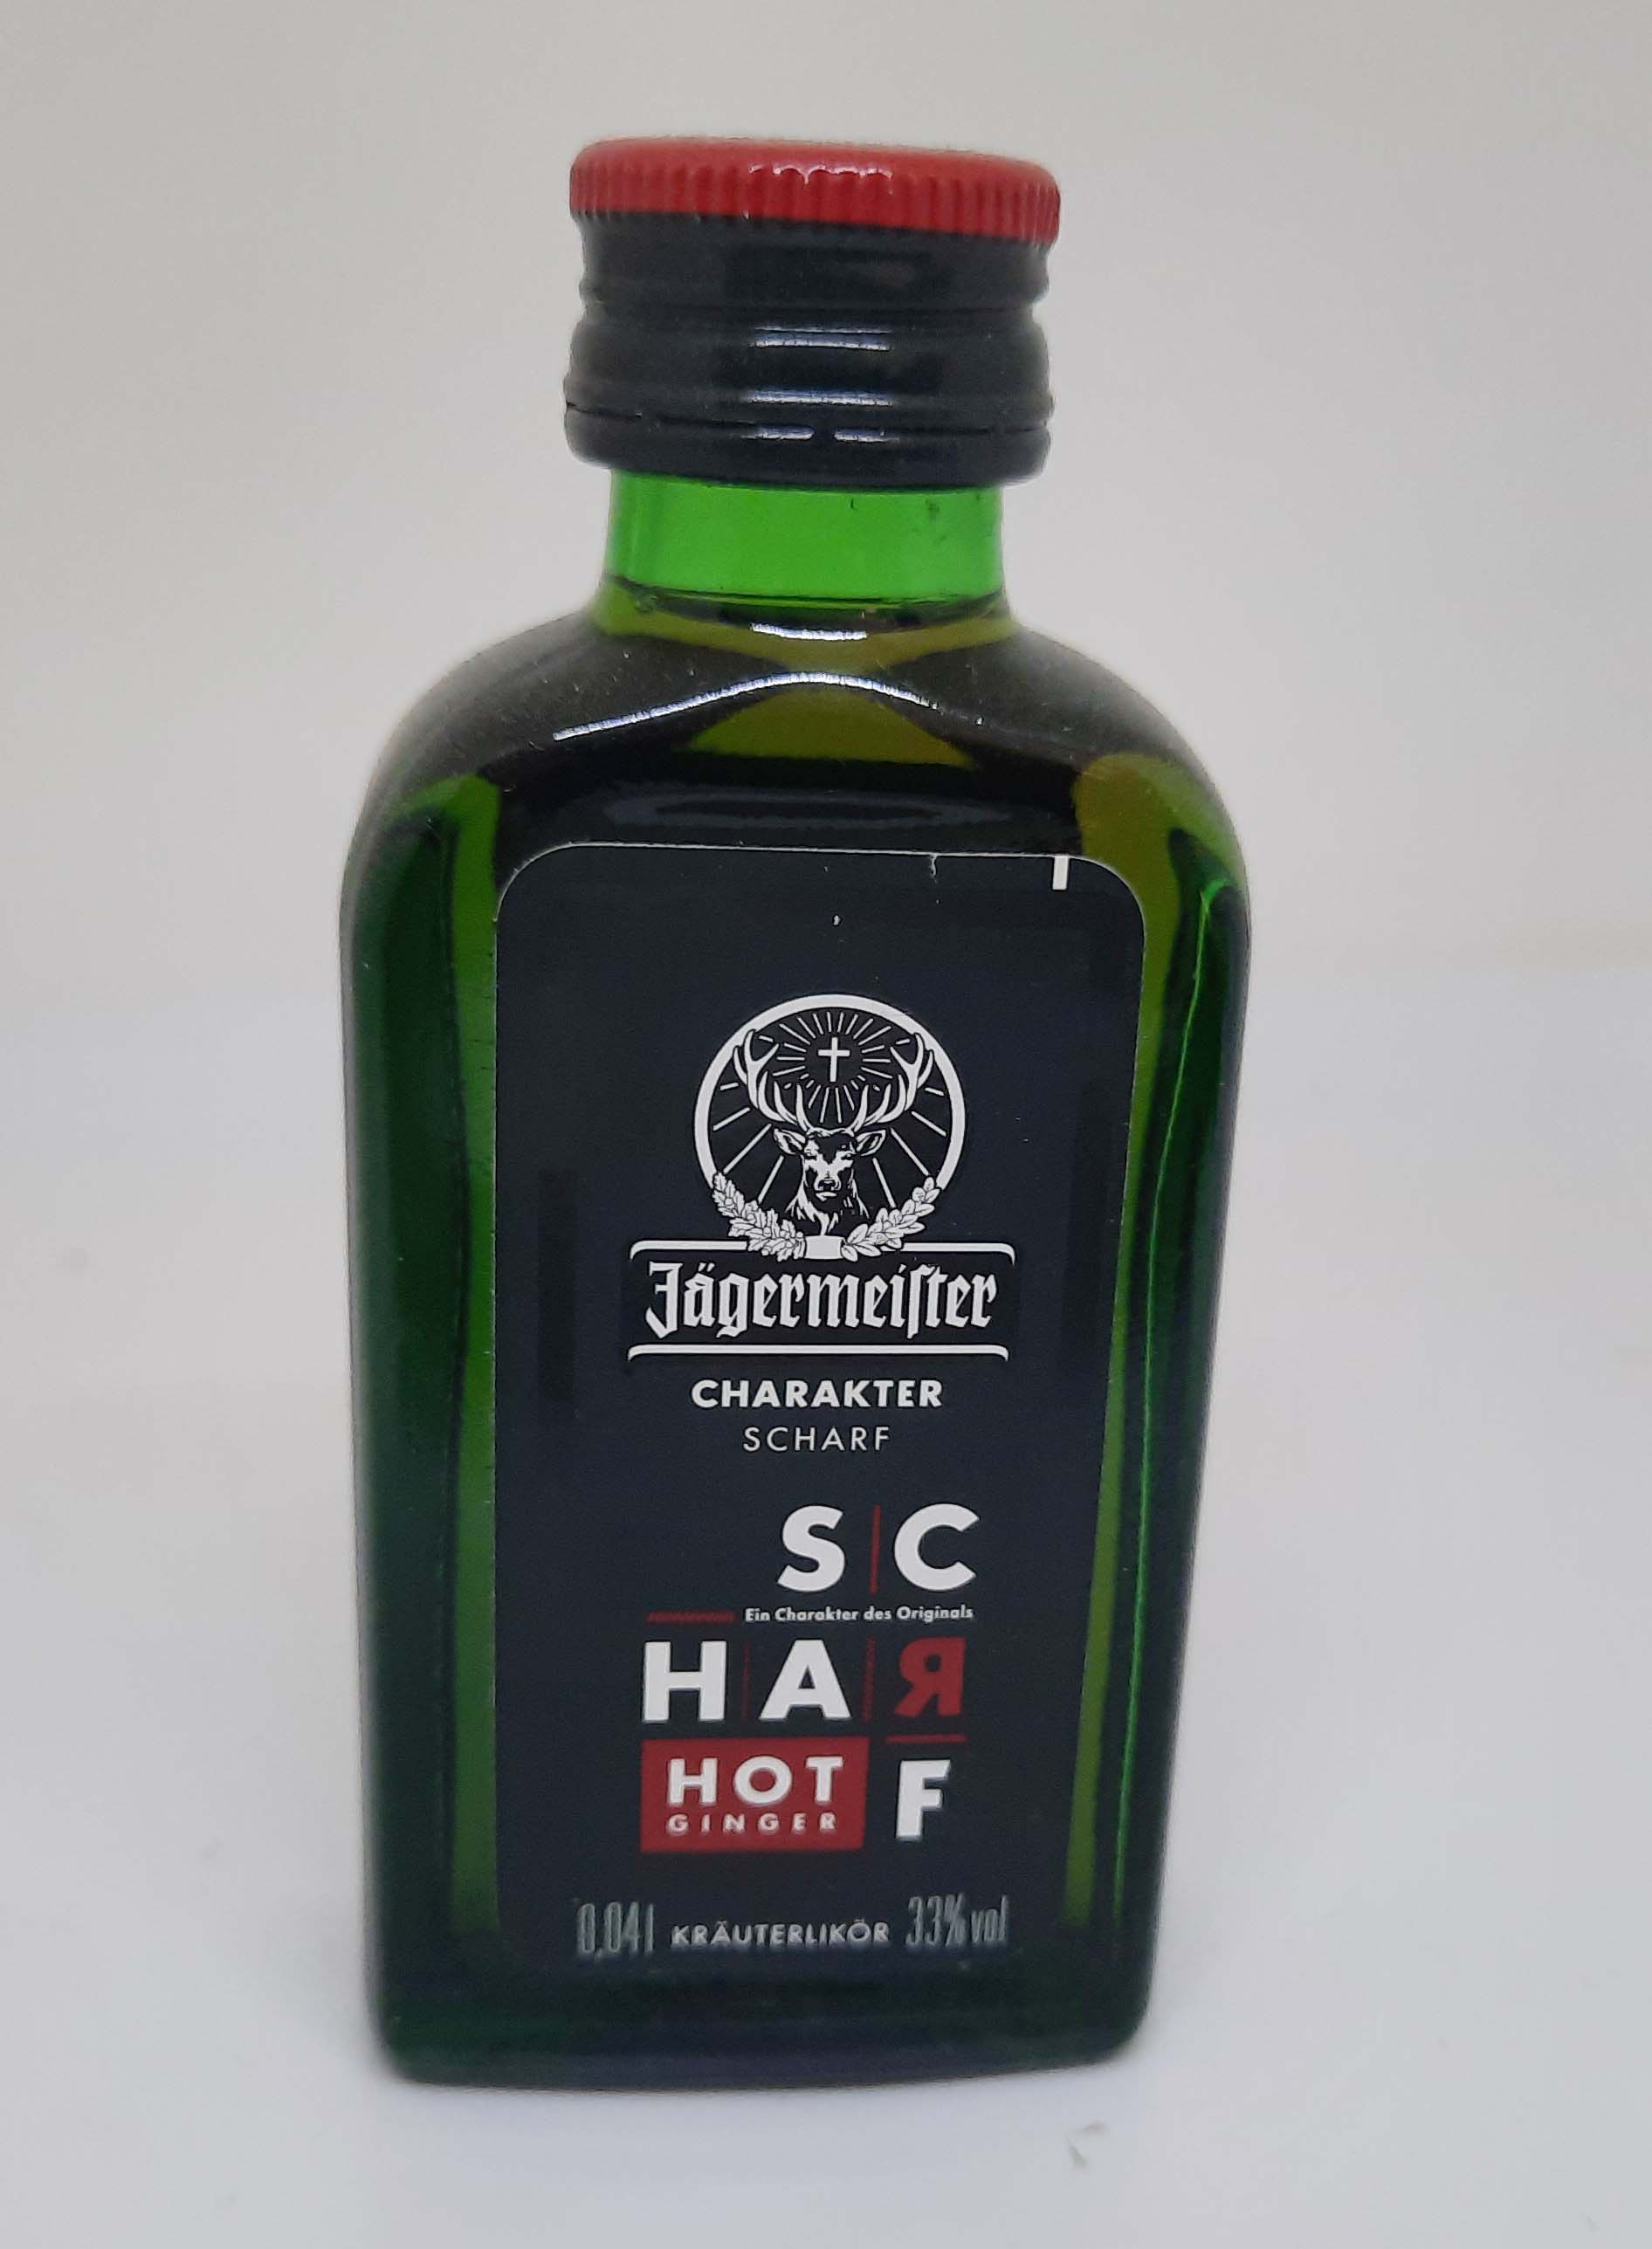 Jägermeiſter
CHARAKTER
SCHARF
S C
Ein Charakter des Originals
H A Я
HOT F
GINGER
0,04l KRÄUTERLIKÖR 33% vol